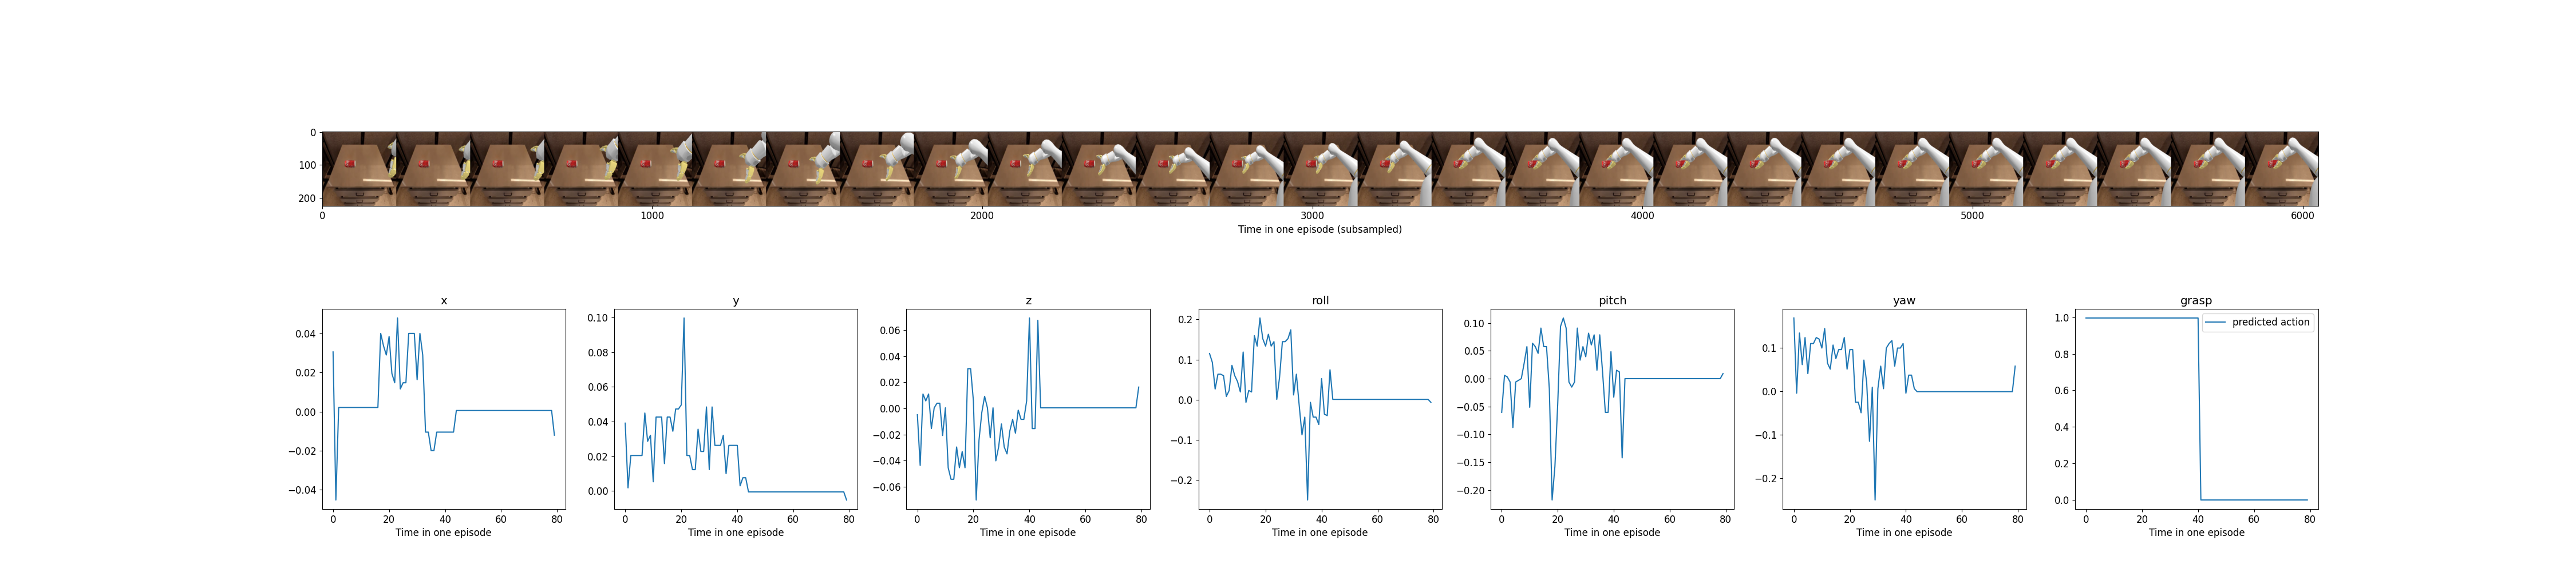 0
100
200
0 1000 2000 3000 4000 5000 6000
Time in one episode (subsampled)
x y z roll pitch yaw grasp
predicted action
0.04
0.02
0.00
−0.02
−0.04
0 20 40 60 80
Time in one episode
0.10
0.08
0.06
0.04
0.02
0.00
0 20 40 60 80
Time in one episode
0.06
0.04
0.02
0.00
−0.02
−0.04
−0.06
0 20 40 60 80
Time in one episode
0.2
0.1
0.0
−0.1
−0.2
0 20 40 60 80
Time in one episode
0.10
0.05
0.00
−0.05
−0.10
−0.15
−0.20
0 20 40 60 80
Time in one episode
0.1
0.0
−0.1
−0.2
0 20 40 60 80
Time in one episode
1.0
0.8
0.6
0.4
0.2
0.0
0 20 40 60 80
Time in one episode